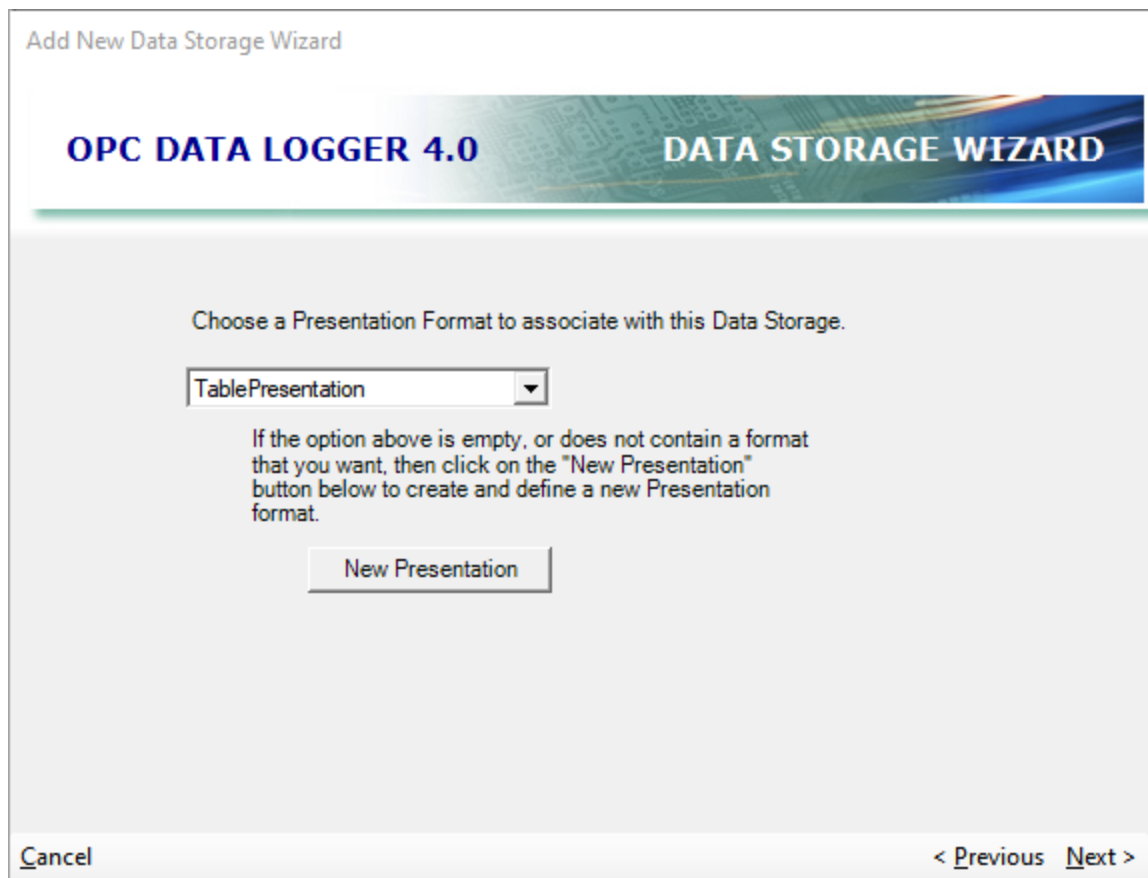 Add New Data Storage Wizard
OPC DATA LOGGER 4.0
DATA STORAGE WIZARD
Choose a Presentation Format to associate with this Data Storage.
TablePresentation
If the option above is empty, or does not contain a format
that you want, then click on the "New Presentation"
button below to create and define a new Presentation
format.
New Presentation
Cancel
< Previous Next >